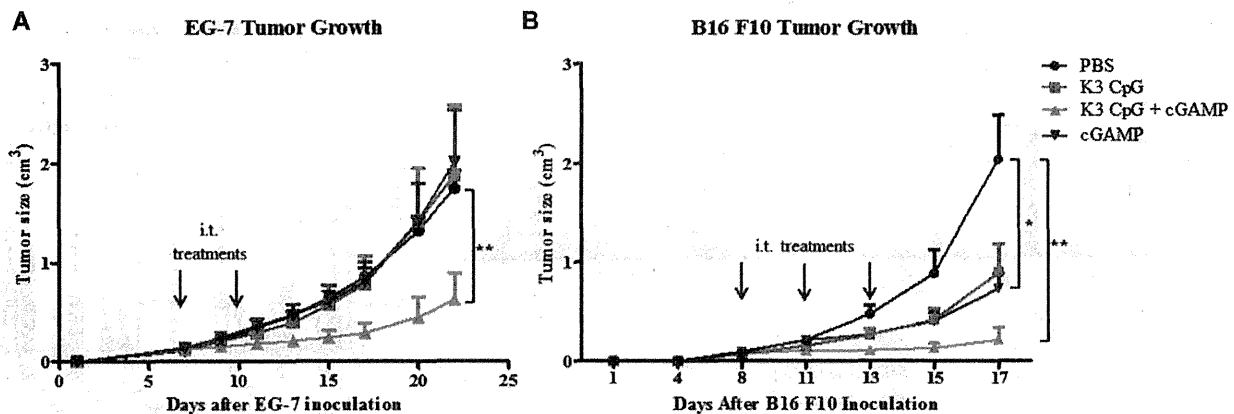 A
EG-7 Tumor Growth
Tumor size (cm³)
3
2
1
0
i.t.
treatments
**
0 5 10 15 20 25
Days after EG-7 inoculation
B
B16 F10 Tumor Growth
Tumor size (cm³)
3
2
1
0
i.t. treatments
*
**
1 4 8 11 13 15 17
Days After B16 F10 Inoculation
PBS
K3 CpG
K3 CpG + cGAMP
cGAMP